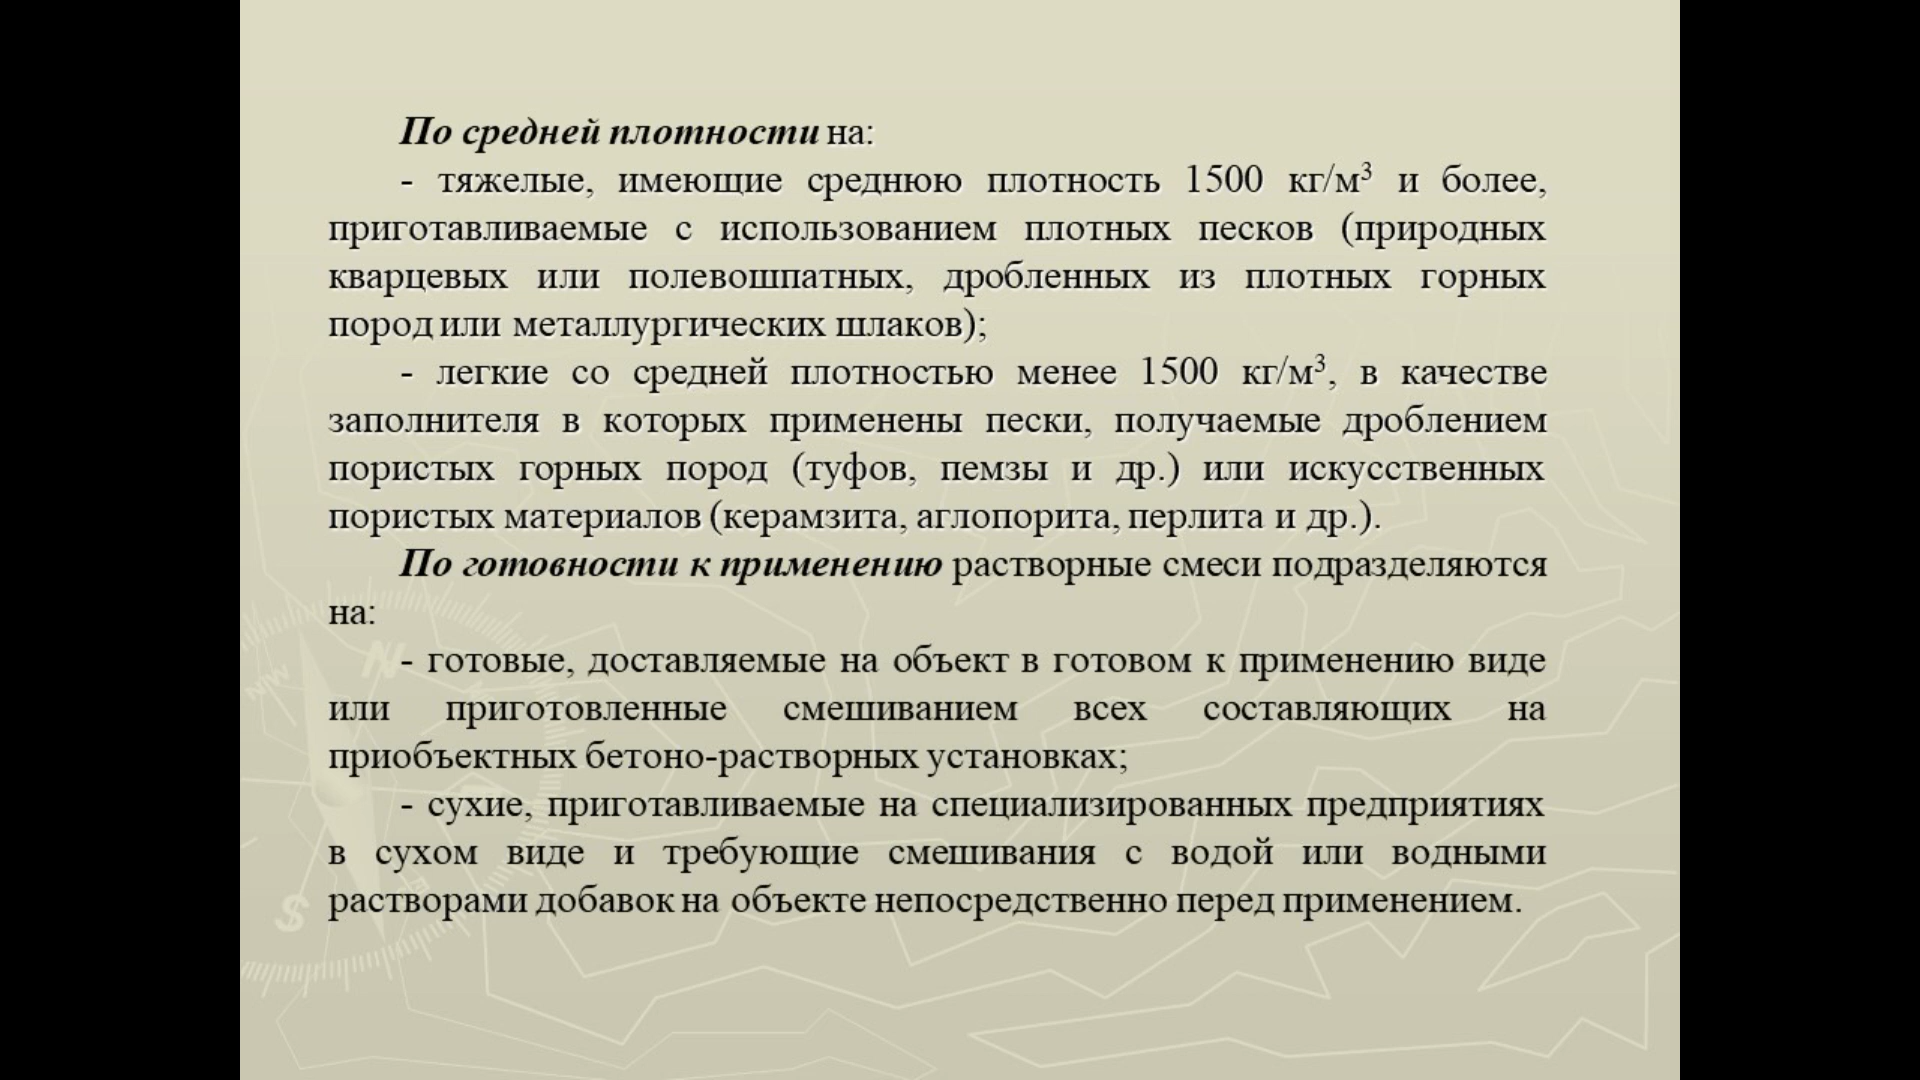 По средней плотности на:
- тяжелые, имеющие среднюю плотность 1500 кг/м³ и более,
приготавливаемые с использованием плотных песков (природных
кварцевых или полевошпатных, дробленных из плотных горных
пород или металлургических шлаков);
- легкие со средней плотностью менее 1500 кг/м³, в качестве
заполнителя в которых применены пески, получаемые дроблением
пористых горных пород (туфов, пемзы и др.) или искусственных
пористых материалов (керамзита, аглопорита, перлита и др.).
По готовности к применению растворные смеси подразделяются
на:
- готовые, доставляемые на объект в готовом к применению виде
или приготовленные смешиванием всех составляющих на
приобъектных бетоно-растворных установках;
- сухие, приготавливаемые на специализированных предприятиях
в сухом виде и требующие смешивания с водой или водными
растворами добавок на объекте непосредственно перед применением.
N
NW
S